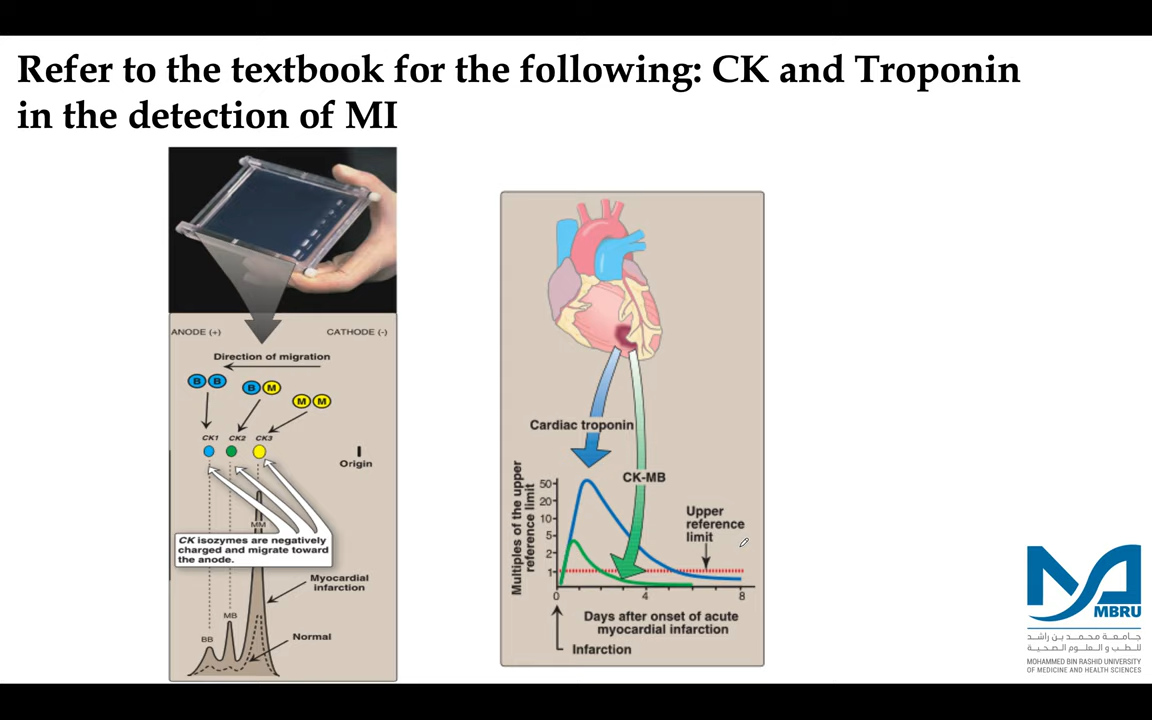 Refer to the textbook for the following: CK and Troponin
in the detection of MI
ANODE (+)
CATHODE (-)
Direction of migration
B B
B M
M M
CK1 CK2 CK3
Origin
MM
CK isozymes are negatively
charged and migrate toward
the anode.
Myocardial
infarction
MB
BB
Normal
Cardiac troponin
CK-MB
Multiples of the upper
reference limit
50
20
10
5
2
1
Upper
reference
limit
0 4 8
Days after onset of acute
myocardial infarction
Infarction
MBRU
جامعة محمد بن راشد
للطب و العلوم الصحية
MOHAMMED BIN RASHID UNIVERSITY
OF MEDICINE AND HEALTH SCIENCES